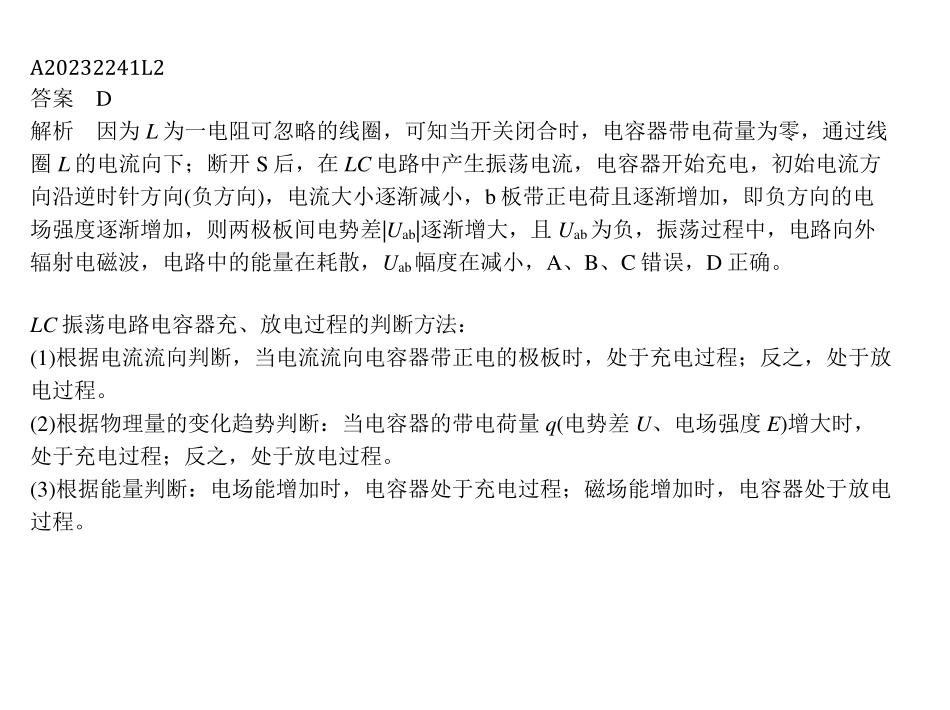 A20232241L2
答案 D
解析 因为 L 为一电阻可忽略的线圈，可知当开关闭合时，电容器带电荷量为零，通过线
圈 L 的电流向下；断开 S 后，在 LC 电路中产生振荡电流，电容器开始充电，初始电流方
向沿逆时针方向(负方向)，电流大小逐渐减小，b 板带正电荷且逐渐增加，即负方向的电
场强度逐渐增加，则两极板间电势差|Uab|逐渐增大，且 Uab 为负，振荡过程中，电路向外
辐射电磁波，电路中的能量在耗散，Uab 幅度在减小，A、B、C 错误，D 正确。
LC 振荡电路电容器充、放电过程的判断方法：
(1)根据电流流向判断，当电流流向电容器带正电的极板时，处于充电过程；反之，处于放
电过程。
(2)根据物理量的变化趋势判断：当电容器的带电荷量 q(电势差 U、电场强度 E)增大时，
处于充电过程；反之，处于放电过程。
(3)根据能量判断：电场能增加时，电容器处于充电过程；磁场能增加时，电容器处于放电
过程。